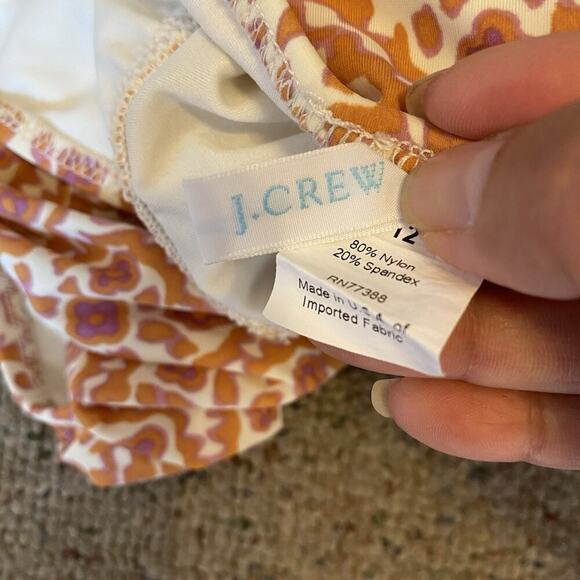 J.CREW
12
80% Nylon
20% Spandex
RN77388
Made in U.S.A. of
Imported Fabric